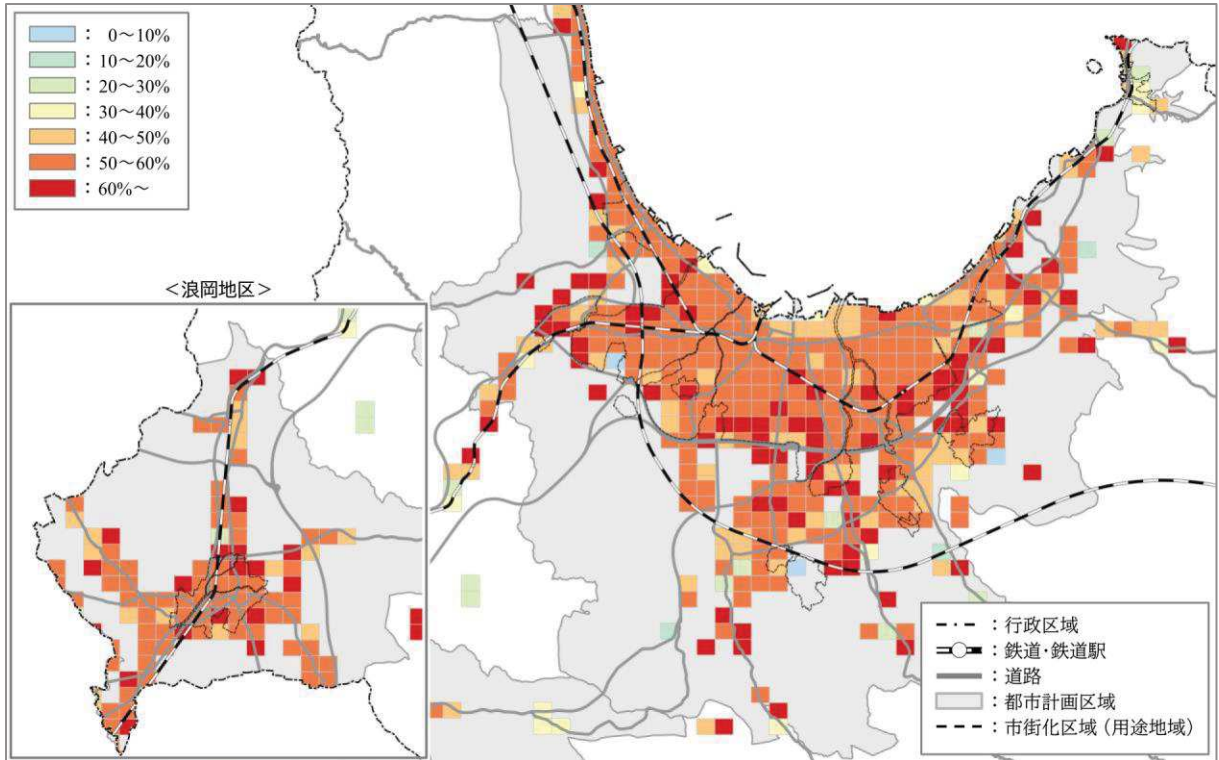 ： 0～10%
： 10～20%
： 20～30%
： 30～40%
： 40～50%
： 50～60%
： 60%～
＜浪岡地区＞
：行政区域
：鉄道・鉄道駅
：道路
：都市計画区域
：市街化区域（用途地域）